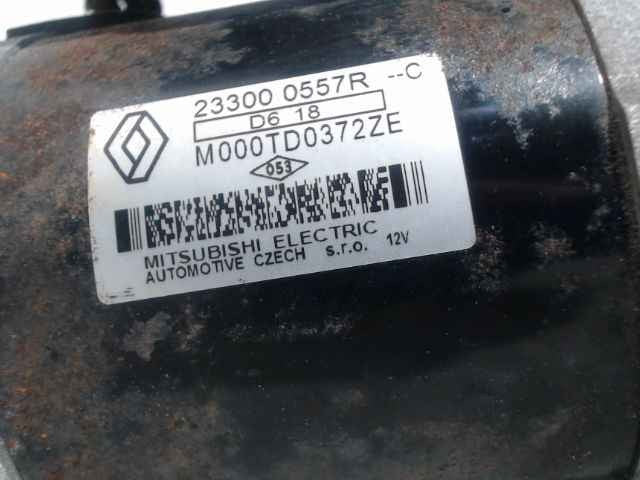 23300 0557R --C
D6 18
M000TD0372ZE
053
MITSUBISHI ELECTRIC
AUTOMOTIVE CZECH s.r.o. 12V